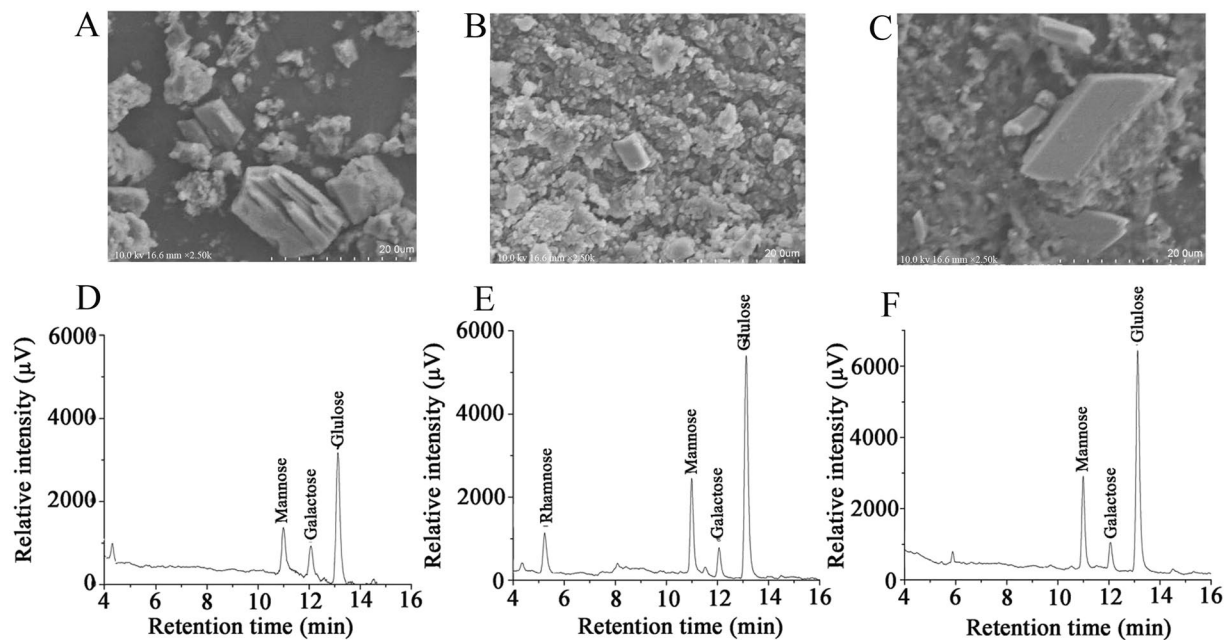 A
B
C
10.0 kv 16.6 mm ×2.50k
20.0um
10.0 kv 16.6 mm ×2.50k
20.0um
10.0 kv 16.6 mm ×2.50k
20.0um
D
Relative intensity (μV)
6000
4000
2000
0
Mannose
Galactose
Glulose
4 6 8 10 12 14 16
Retention time (min)
E
Relative intensity (μV)
6000
4000
2000
0
Rhamnose
Mannose
Galactose
Glulose
4 6 8 10 12 14 16
Retention time (min)
F
Relative intensity (μV)
6000
4000
2000
0
Mannose
Galactose
Glulose
4 6 8 10 12 14 16
Retention time (min)